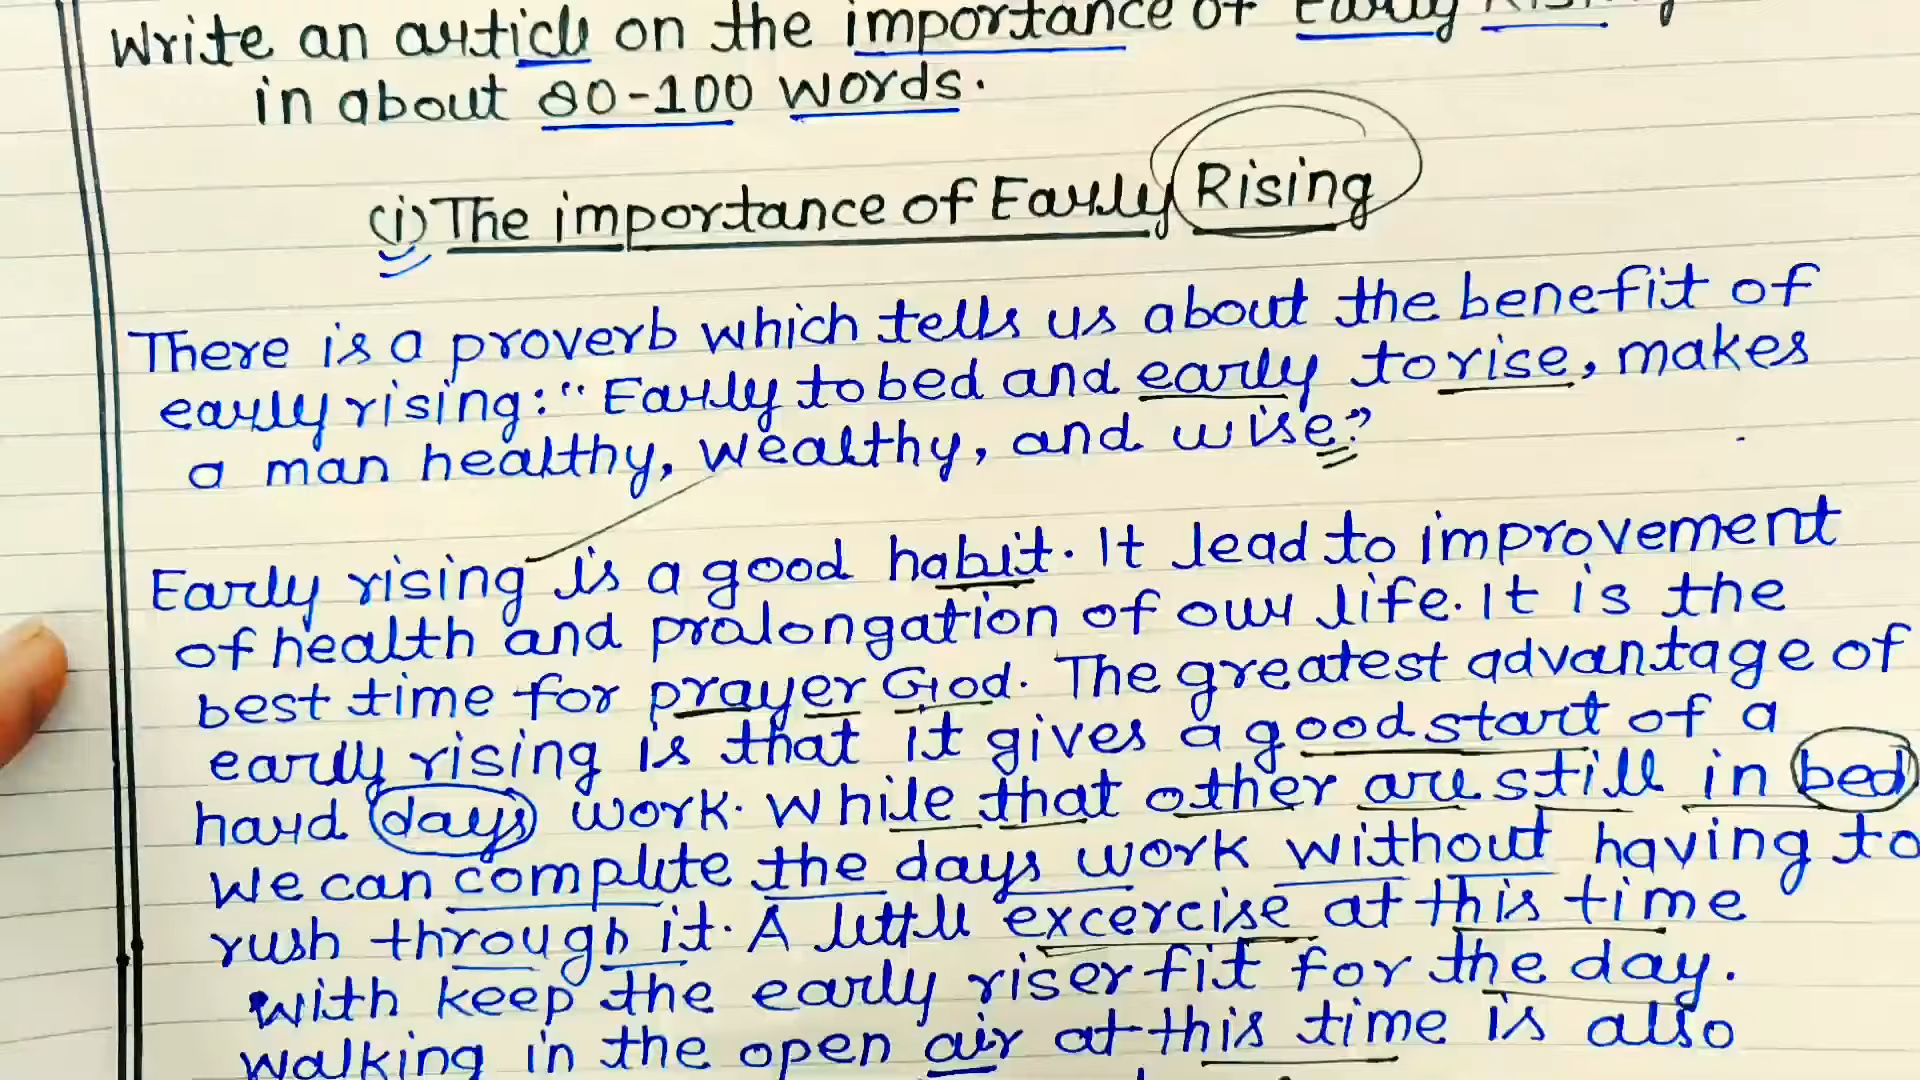 Write an article on the importance of Early Rising
in about 80-100 words.
(i) The importance of Early Rising
There is a proverb which tells us about the benefit of
early rising: "Early to bed and early to rise, makes
a man healthy, wealthy, and wise."
Early rising is a good habit. It lead to improvement
of health and prolongation of our life. It is the
best time for prayer God. The greatest advantage of
early rising is that it gives a good start of a
hard days work. While that other are still in bed
We can complete the days work without having to
rush through it. A little excercise at this time
with keep the early riser fit for the day.
Walking in the open air at this time is also